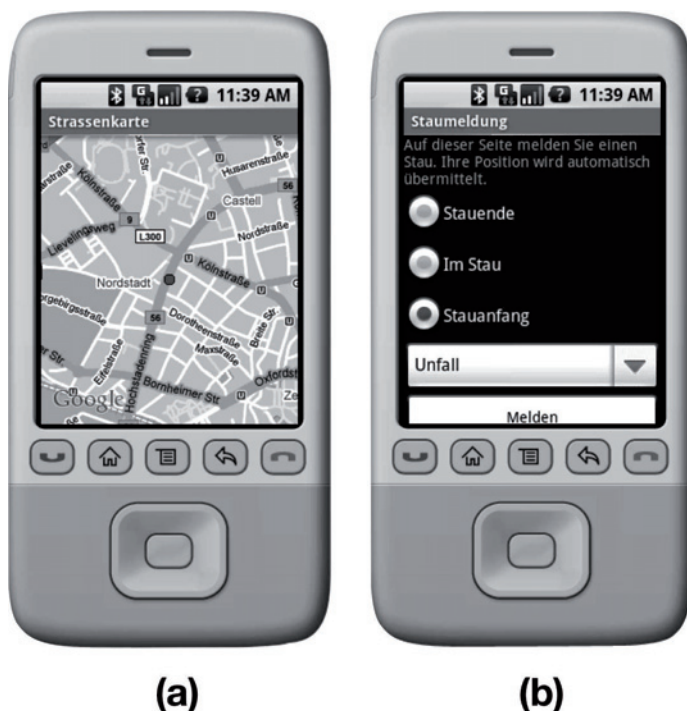 11:39 AM
Strassenkarte
Husarenstraße
56
Castell
Kölnstraße
9
L300
Lievelingsweg
Nordstraße
Kölnstraße
Nordstadt
56
Dorotheenstraße
Breite Str.
Maxstraße
Eifelstraße
Hochstadenring
Bornheimer Str.
Google
11:39 AM
Staumeldung
Auf dieser Seite melden Sie einen
Stau. Ihre Position wird automatisch
übermittelt.
Stauende
Im Stau
Stauanfang
Unfall
Melden
(a)
(b)